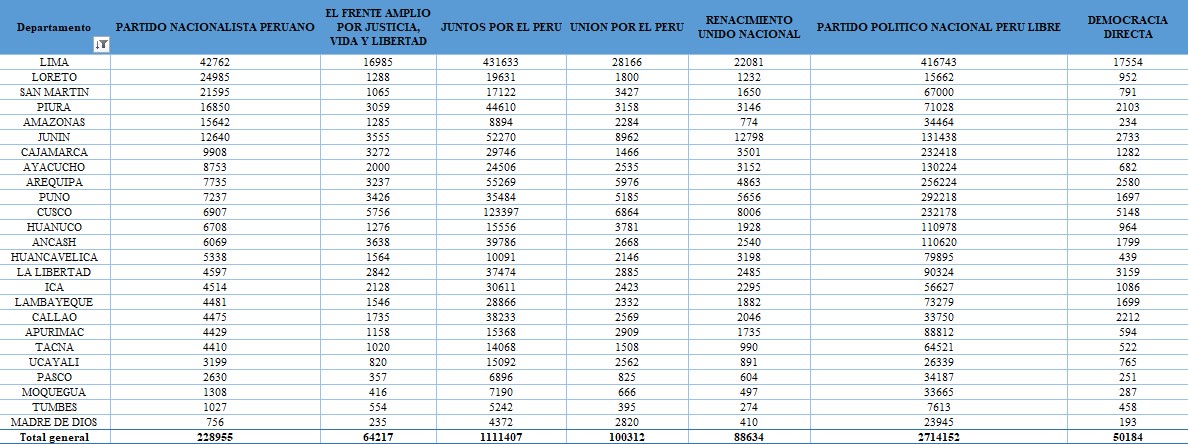 Departamento PARTIDO NACIONALISTA PERUANO EL FRENTE AMPLIO POR JUSTICIA, VIDA Y LIBERTAD JUNTOS POR EL PERU UNION POR EL PERU RENACIMIENTO UNIDO NACIONAL PARTIDO POLITICO NACIONAL PERU LIBRE DEMOCRACIA DIRECTA
LIMA 42762 16985 431633 28166 22081 416743 17554
LORETO 24985 1288 19631 1800 1232 15662 952
SAN MARTIN 21595 1065 17122 3427 1650 67000 791
PIURA 16850 3059 44610 3158 3146 71028 2103
AMAZONAS 15642 1285 8894 2284 774 34464 234
JUNIN 12640 3555 52270 8962 12798 131438 2733
CAJAMARCA 9908 3272 29746 1466 3501 232418 1282
AYACUCHO 8753 2000 24506 2535 3152 130224 682
AREQUIPA 7735 3237 55269 5976 4863 256224 2580
PUNO 7237 3426 35484 5185 5656 292218 1697
CUSCO 6907 5756 123397 6864 8006 232178 5148
HUANUCO 6708 1276 15556 3781 1928 110978 964
ANCASH 6069 3638 39786 2668 2540 110620 1799
HUANCAVELICA 5338 1564 10091 2146 3198 79895 439
LA LIBERTAD 4597 2842 37474 2885 2485 90324 3159
ICA 4514 2128 30611 2423 2295 56627 1086
LAMBAYEQUE 4481 1546 28866 2332 1882 73279 1699
CALLAO 4475 1735 38233 2569 2046 33750 2212
APURIMAC 4429 1158 15368 2909 1735 88812 594
TACNA 4410 1020 14068 1508 990 64521 522
UCAYALI 3199 820 15092 2562 891 26339 765
PASCO 2630 357 6896 825 604 34187 251
MOQUEGUA 1308 416 7190 666 497 33665 287
TUMBES 1027 554 5242 395 274 7613 458
MADRE DE DIOS 756 235 4372 2820 410 23945 193
Total general 228955 64217 1111407 100312 88634 2714152 50184